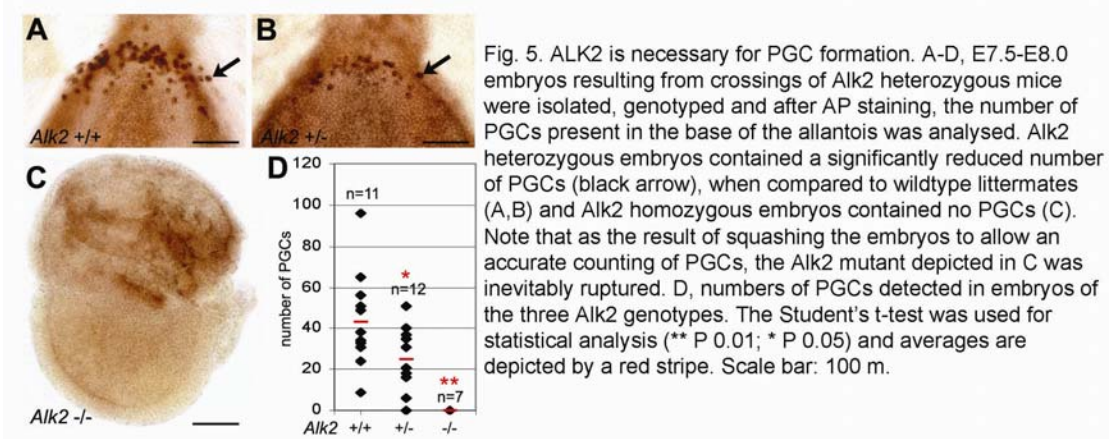 A
B
Alk2 +/+
Alk2 +/-
C
Alk2 -/-
D
120
100
80
60
40
20
0
number of PGCs
n=11
*
n=12
**
n=7
Alk2 +/+ +/- -/-
Fig. 5. ALK2 is necessary for PGC formation. A-D, E7.5-E8.0
embryos resulting from crossings of Alk2 heterozygous mice
were isolated, genotyped and after AP staining, the number of
PGCs present in the base of the allantois was analysed. Alk2
heterozygous embryos contained a significantly reduced number
of PGCs (black arrow), when compared to wildtype littermates
(A,B) and Alk2 homozygous embryos contained no PGCs (C).
Note that as the result of squashing the embryos to allow an
accurate counting of PGCs, the Alk2 mutant depicted in C was
inevitably ruptured. D, numbers of PGCs detected in embryos of
the three Alk2 genotypes. The Student's t-test was used for
statistical analysis (** P 0.01; * P 0.05) and averages are
depicted by a red stripe. Scale bar: 100 m.